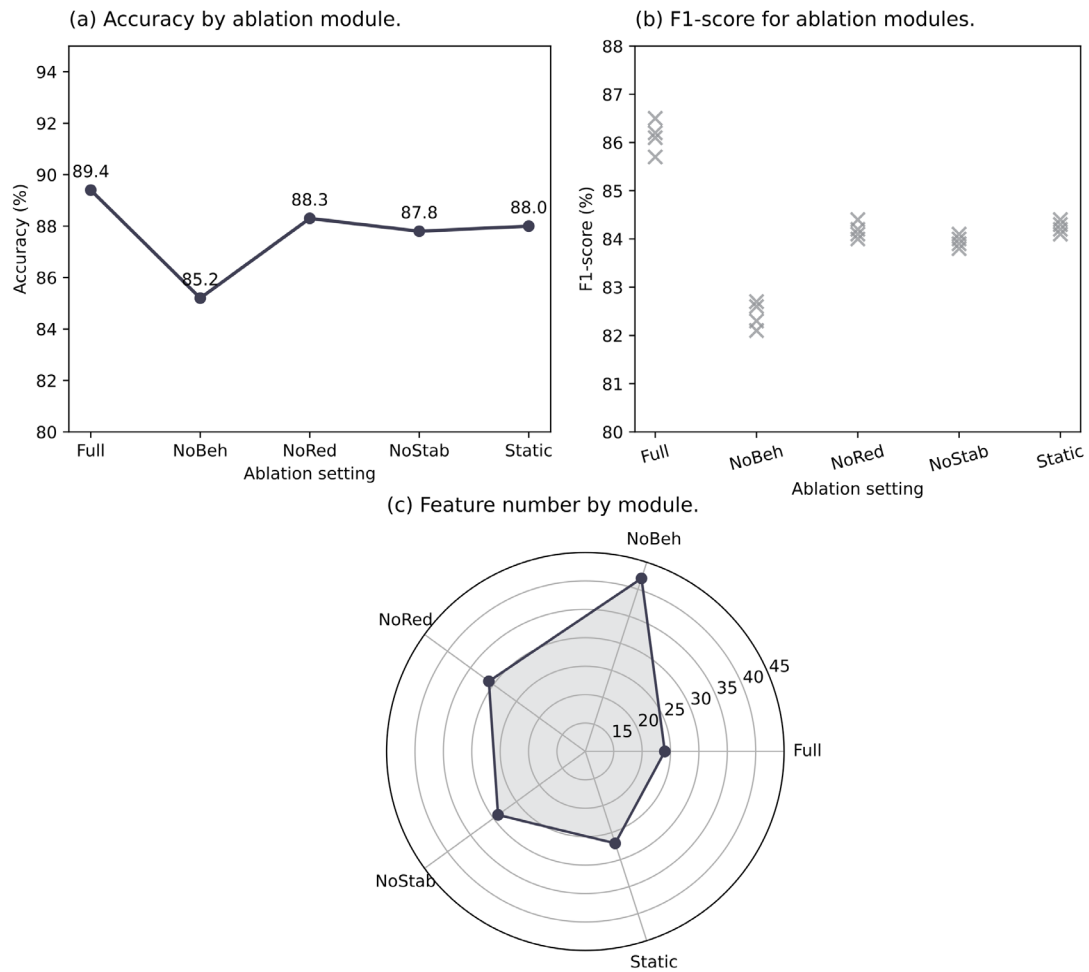 (a) Accuracy by ablation module.
Accuracy (%)
94
92
90
88
86
84
82
80
89.4
85.2
88.3
87.8
88.0
Full NoBeh NoRed NoStab Static
Ablation setting
(b) F1-score for ablation modules.
F1-score (%)
88
87
86
85
84
83
82
81
80
Full NoBeh NoRed NoStab Static
Ablation setting
(c) Feature number by module.
NoBeh
NoRed
45
40
35
30
25
20
15
Full
NoStab
Static